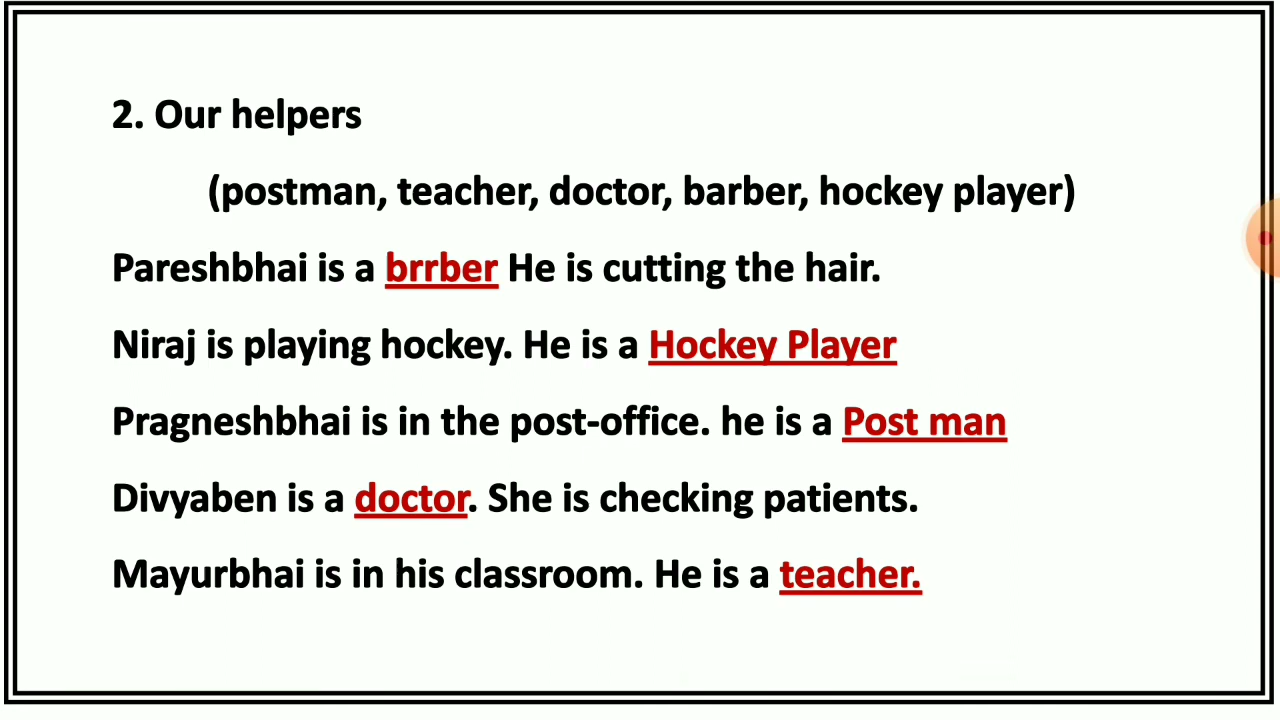 2. Our helpers
(postman, teacher, doctor, barber, hockey player)
Pareshbhai is a brrber He is cutting the hair.
Niraj is playing hockey. He is a Hockey Player
Pragneshbhai is in the post-office. he is a Post man
Divyaben is a doctor. She is checking patients.
Mayurbhai is in his classroom. He is a teacher.